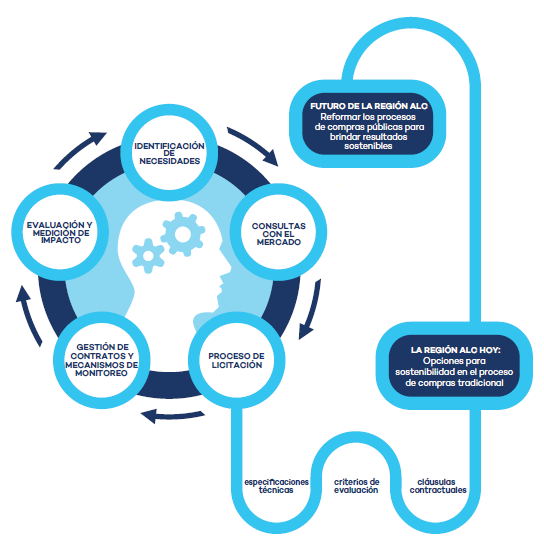 IDENTIFICACIÓN
DE
NECESIDADES
CONSULTAS
CON EL
MERCADO
PROCESO DE
LICITACIÓN
GESTIÓN DE
CONTRATOS Y
MECANISMOS DE
MONITOREO
EVALUACIÓN Y
MEDICIÓN DE
IMPACTO
FUTURO DE LA REGIÓN ALC
Reformar los procesos
de compras públicas para
brindar resultados
sostenibles
LA REGIÓN ALC HOY:
Opciones para
sostenibilidad en el proceso
de compras tradicional
especificaciones
técnicas
criterios de
evaluación
cláusulas
contractuales